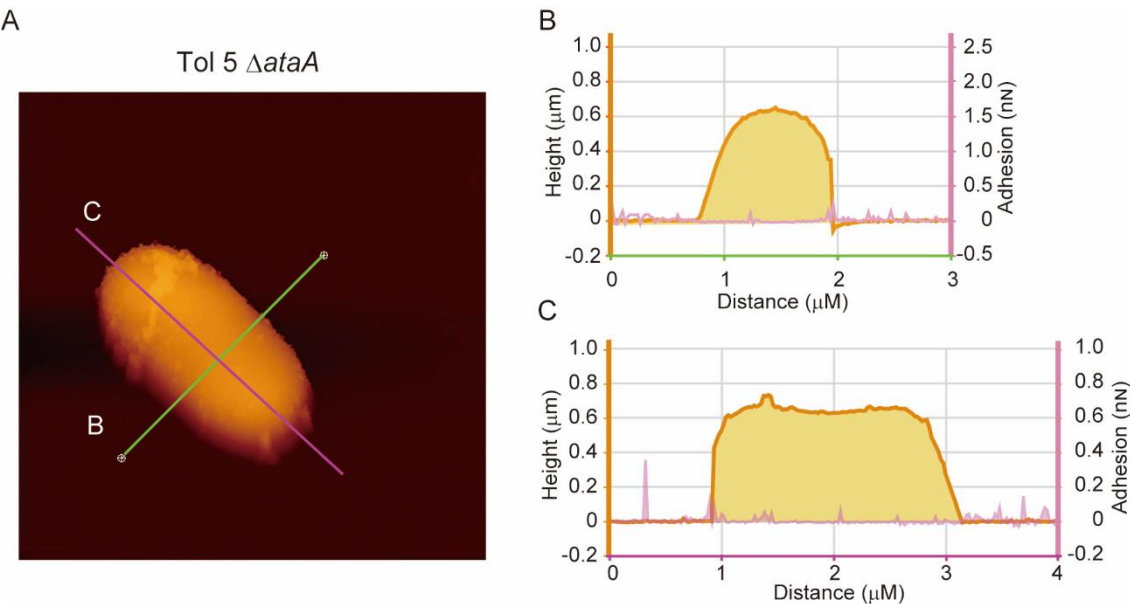 A
Tol 5 ΔataA
C
B
B
1.0
0.8
0.6
0.4
0.2
0
-0.2
Height (μm)
2.5
2.0
1.5
1.0
0.5
0
-0.5
Adhesion (nN)
0 1 2 3
Distance (μM)
C
1.0
0.8
0.6
0.4
0.2
0
-0.2
Height (μm)
1.0
0.8
0.6
0.4
0.2
0
-0.2
Adhesion (nN)
0 1 2 3 4
Distance (μM)